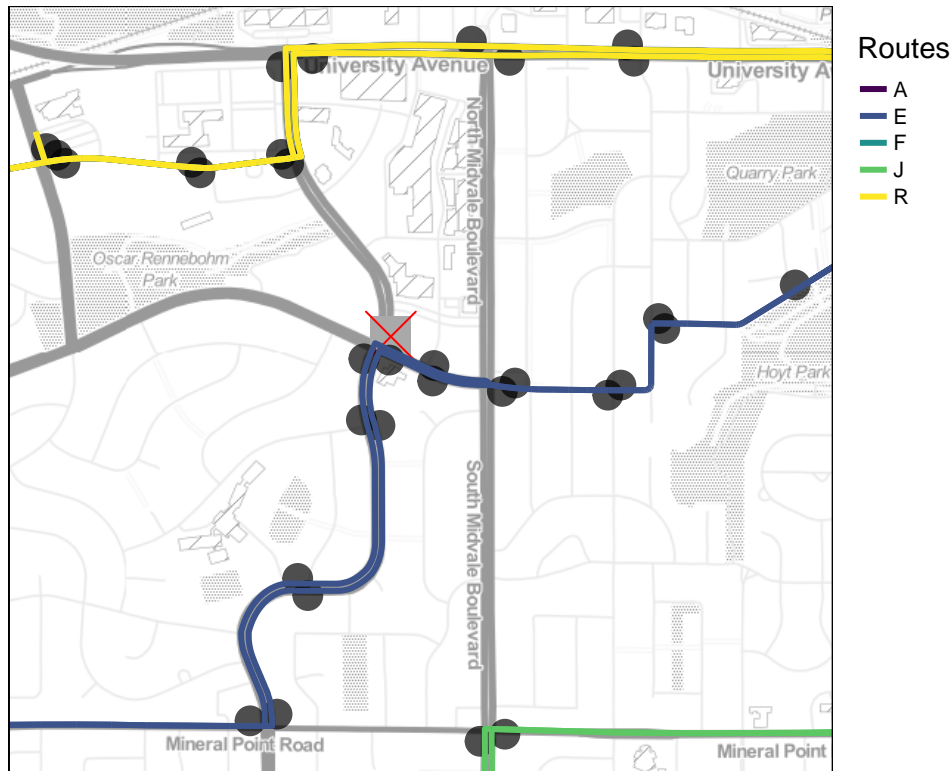 University Avenue
University Av
P
Routes
A
E
F
J
R
North Midvale Boulevard
Quarry Park
Oscar Rennebohm
Park
Hoyt Park
South Midvale Boulevard
Mineral Point Road
Mineral Point